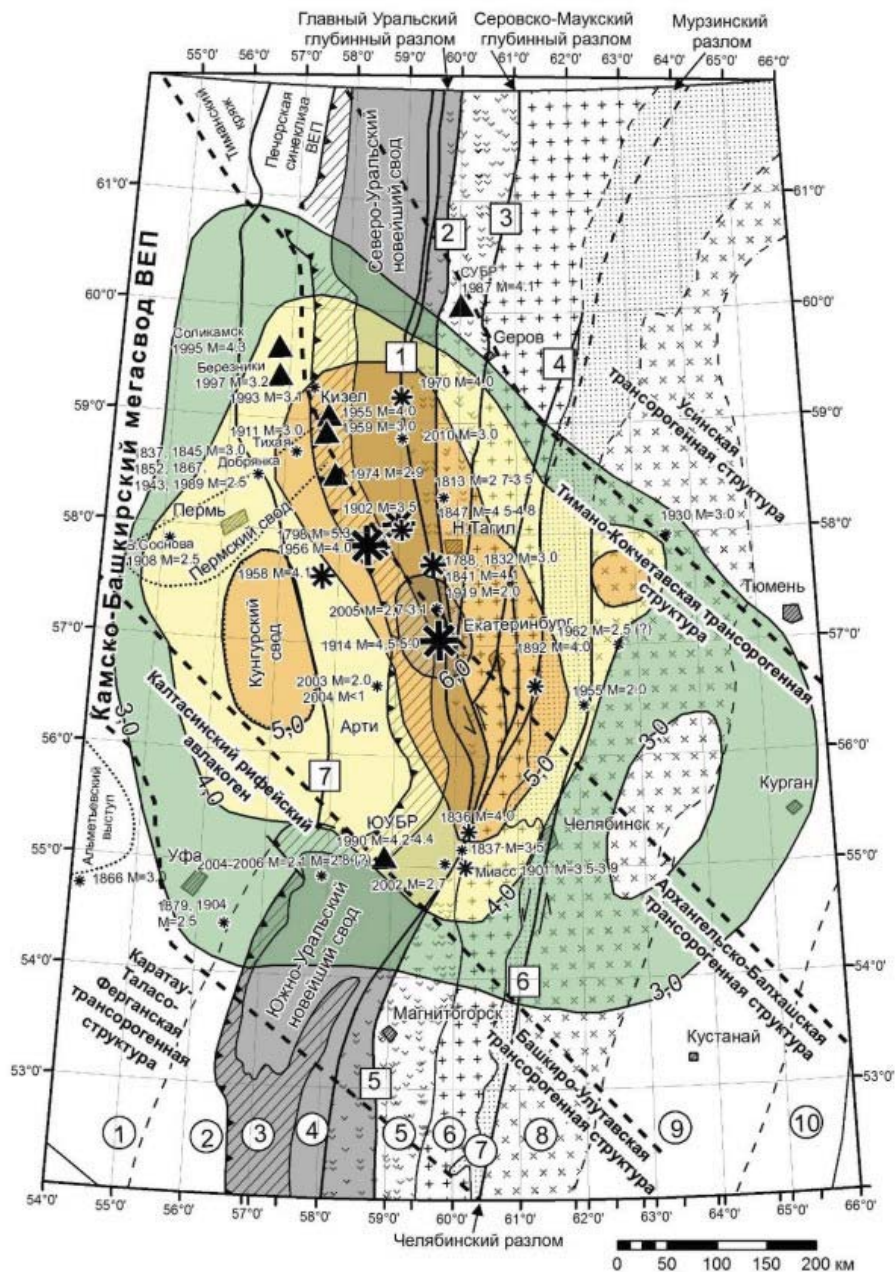 Главный Уральский
глубинный разлом
Серовско-Маукский
глубинный разлом
Мурзинский
разлом
55°0' 56°0' 57°0' 58°0' 59°0' 60°0' 61°0' 62°0' 63°0' 64°0' 65°0' 66°0'
Тиманский
кряж
Печорская
синеклиза
ВЕП
Северо-Уральский
новейший свод
61°0'
61°0'
2
3
СУБР
1987 М=4.1
60°0'
60°0'
Камско-Башкирский мегасвод ВЕП
Соликамск
1995 М=4.3
Березники
1997 М=3.2
1993 М=3.1
Серов
1
4
1970 М=4.0
59°0'
59°0'
Кизел
1955 М=4.0
1959 М=3.0
1911 М=3.0
Тихая
2010 М=3.0
1837, 1845 М=3.0
Добрянка
1852, 1867,
1943, 1989 М=2.5
1974 М=2.9
1813 М=2.7-3.5
1847 М=4.5-4.8
1902 М=3.5
Н.Тагил
58°0'
58°0'
Усинская
трансорогенная структура
1930 М=3.0
Пермь
Пермский свод
Б.Соснова
1908 М=2.5
1798 М=5.3
1956 М=4.0
1788, 1832 М=3.0
1841 М=4.1
1919 М=2.0
Тюмень
Тимано-Кокчетавская трансорогенная
структура
1958 М=4.1
2005 М=2.7-3.1
Екатеринбург
1914 М=4.5-5.0
1962 М=2.5 (?)
1892 М=4.0
57°0'
57°0'
Кунгурский
свод
6,0
2003 М=2.0
2004 М<1
1955 М=2.0
3,0
Калтасинский рифейский
авлакоген
Арти
5,0
5,0
3-0
56°0'
56°0'
4,0
7
Курган
Альметьевский
выступ
ЮУБР
1990 М=4.2-4.4
1836 М=4.0
Челябинск
1837 М=3.5
55°0'
55°0'
Уфа
2004-2006 М=2.1 М=2.8 (?)
Миасс 1901 М=3.5-3.9
1866 М=3.0
2002 М=2.7
1879, 1904
М=2.5
4-0
Архангельско-Балхашская
трансорогенная структура
54°0'
54°0'
Южно-Уральский
новейший свод
3,0
6
Каратау-
Таласо-
Ферганская
трансорогенная
структура
Магнитогорск
Кустанай
Башкиро-Улутавская
трансорогенная структура
53°0'
53°0'
5
1 2 3 4 5 6 7 8 9 10
54°0' 55°0' 56°0' 57°0' 58°0' 59°0' 60°0' 61°0' 62°0' 63°0' 64°0' 65°0'
Челябинский разлом
0 50 100 150 200 км